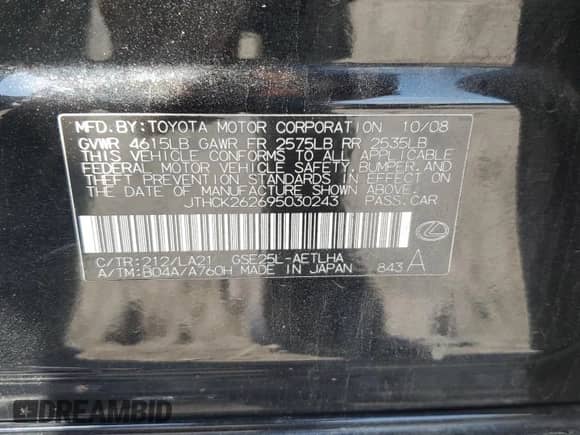 MFD. BY: TOYOTA MOTOR CORPORATION 10/08
GVWR 4615LB GAWR FR 2575LB RR 2535LB
THIS VEHICLE CONFORMS TO ALL APPLICABLE
FEDERAL MOTOR VEHICLE SAFETY, BUMPER, AND
THEFT PREVENTION STANDARDS IN EFFECT ON
THE DATE OF MANUFACTURE SHOWN ABOVE.
JTHCK262695030243 PASS. CAR
C/TR: 212/LA21 GSE25L-AETLHA
A/TM: B04A/A760H MADE IN JAPAN 843 A
DREAMBID